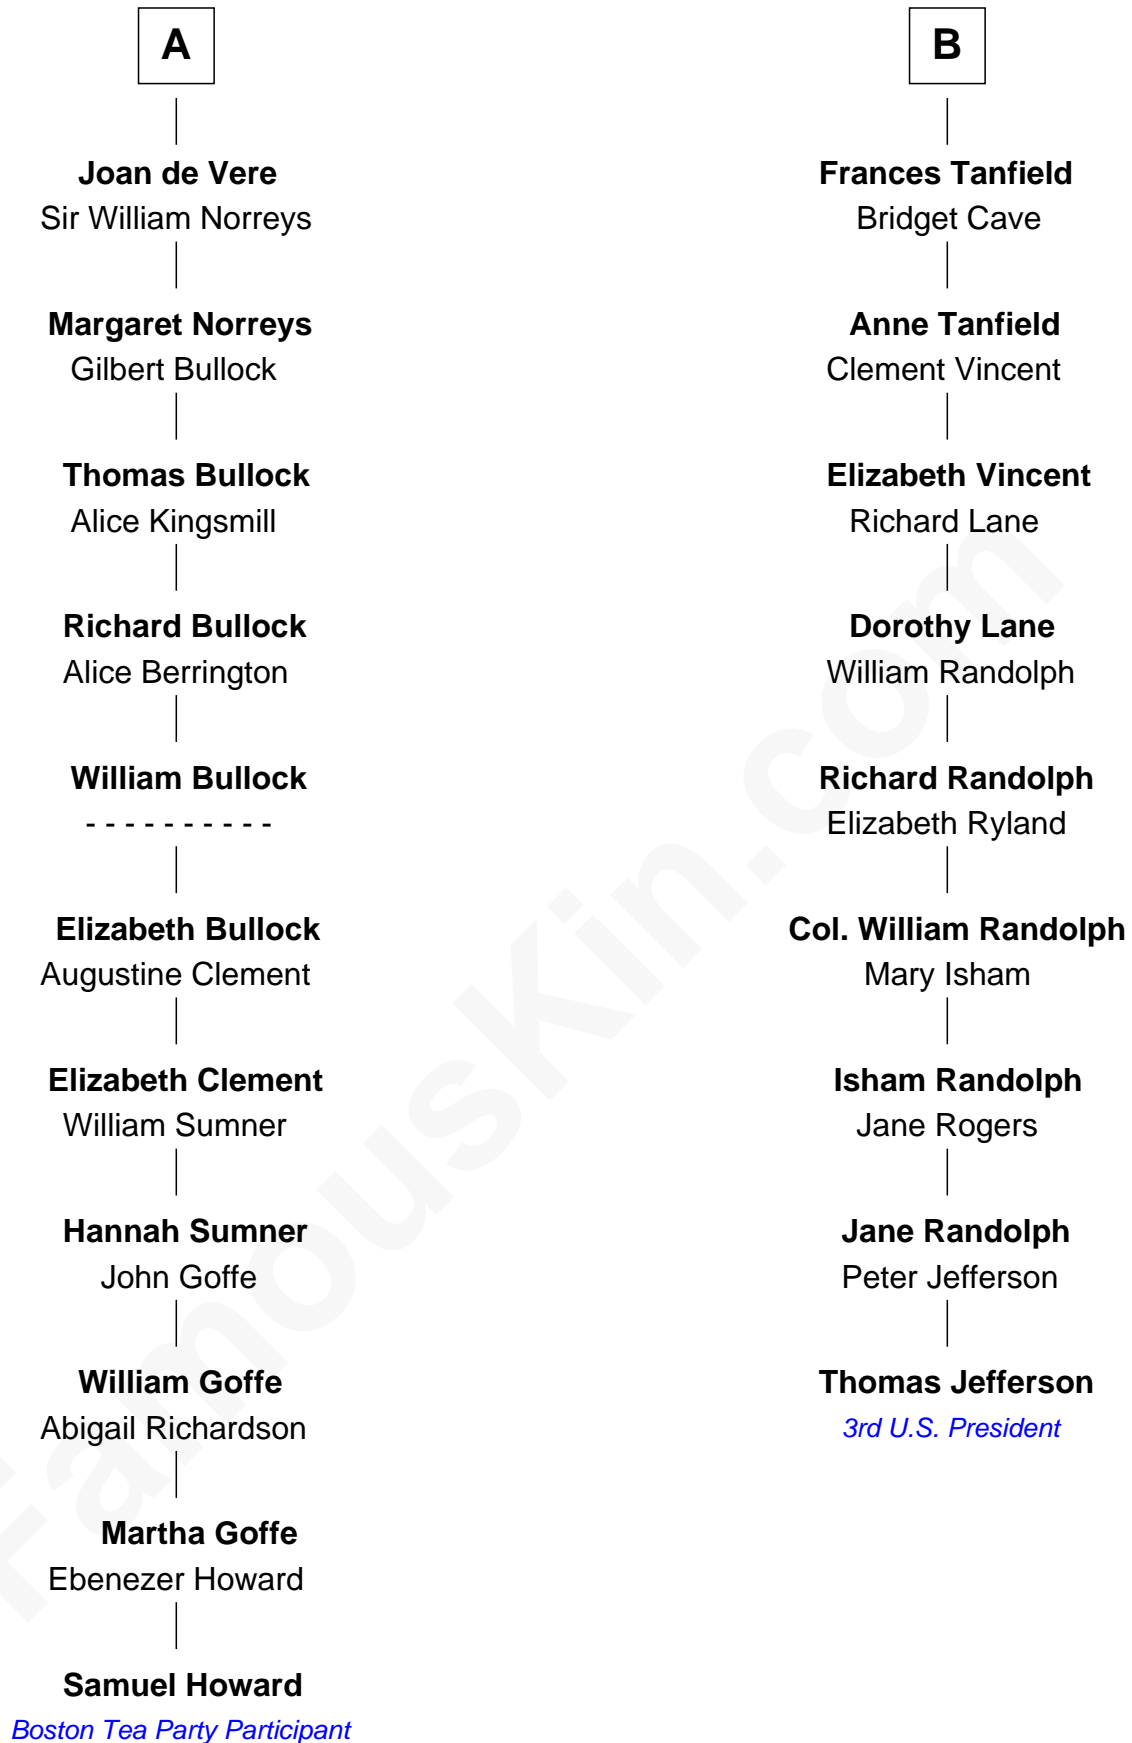 A
Joan de Vere
Sir William Norreys
Margaret Norreys
Gilbert Bullock
Thomas Bullock
Alice Kingsmill
Richard Bullock
Alice Berrington
William Bullock
- - - - - - - - - -
Elizabeth Bullock
Augustine Clement
Elizabeth Clement
William Sumner
Hannah Sumner
John Goffe
William Goffe
Abigail Richardson
Martha Goffe
Ebenezer Howard
Samuel Howard
Boston Tea Party Participant
B
Frances Tanfield
Bridget Cave
Anne Tanfield
Clement Vincent
Elizabeth Vincent
Richard Lane
Dorothy Lane
William Randolph
Richard Randolph
Elizabeth Ryland
Col. William Randolph
Mary Isham
Isham Randolph
Jane Rogers
Jane Randolph
Peter Jefferson
Thomas Jefferson
3rd U.S. President
FamousKin.com